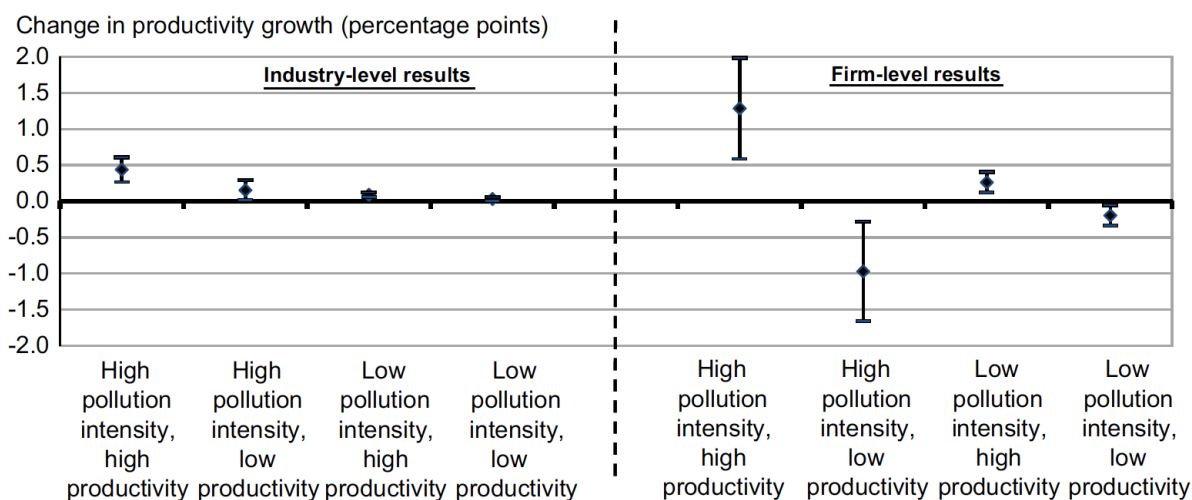 Change in productivity growth (percentage points)
2.0
1.5
1.0
0.5
0.0
-0.5
-1.0
-1.5
-2.0
Industry-level results
Firm-level results
High
pollution
intensity,
high
productivity
High
pollution
intensity,
low
productivity
Low
pollution
intensity,
high
productivity
Low
pollution
intensity,
low
productivity
High
pollution
intensity,
high
productivity
High
pollution
intensity,
low
productivity
Low
pollution
intensity,
high
productivity
Low
pollution
intensity,
low
productivity